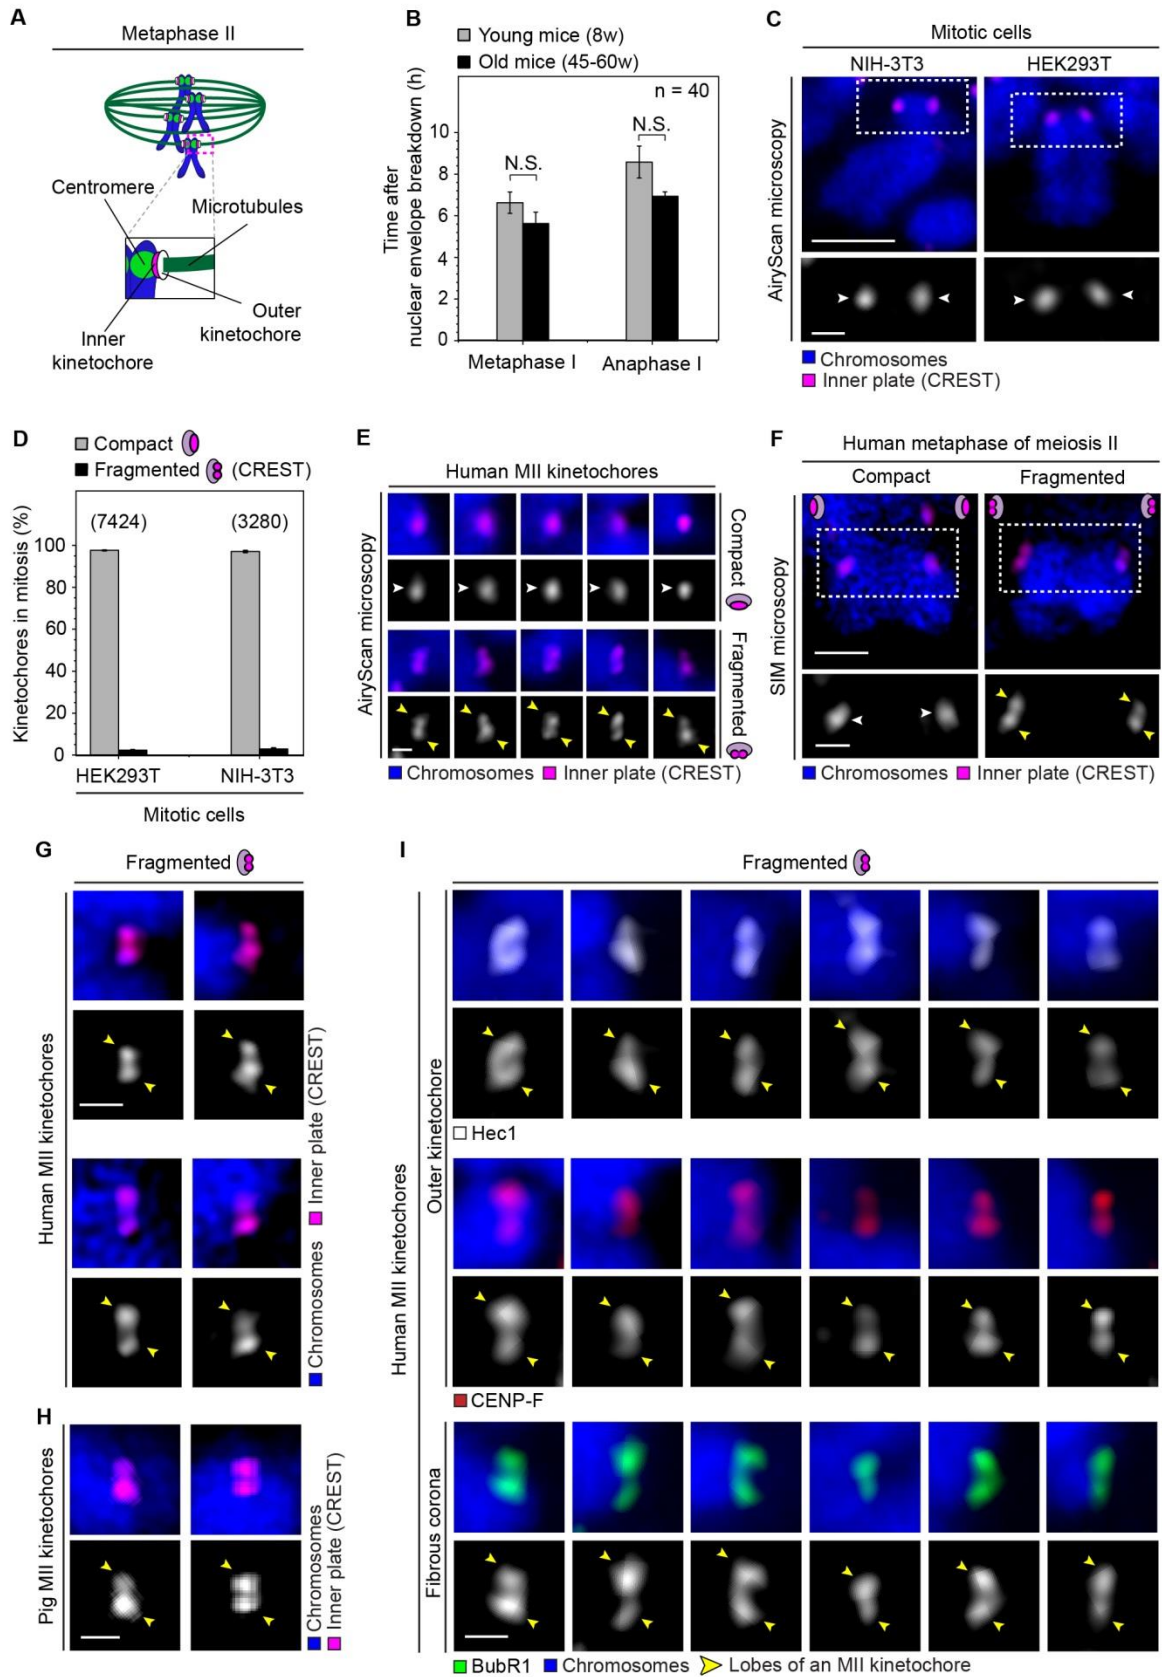 A
Metaphase II
Centromere
Microtubules
Inner
kinetochore
Outer
kinetochore
B
Young mice (8w)
Old mice (45-60w)
n = 40
N.S.
N.S.
Time after
nuclear envelope breakdown (h)
10
8
6
4
2
0
Metaphase I
Anaphase I
C
Mitotic cells
NIH-3T3
HEK293T
AiryScan microscopy
Chromosomes
Inner plate (CREST)
D
Compact
Fragmented (CREST)
(7424)
(3280)
Kinetochores in mitosis (%)
100
80
60
40
20
0
HEK293T
NIH-3T3
Mitotic cells
E
Human MII kinetochores
AiryScan microscopy
Compact
Fragmented
Chromosomes
Inner plate (CREST)
F
Human metaphase of meiosis II
Compact
Fragmented
SIM microscopy
Chromosomes
Inner plate (CREST)
G
Fragmented
Human MII kinetochores
Chromosomes
Inner plate (CREST)
H
Pig MII kinetochores
Chromosomes
Inner plate (CREST)
I
Fragmented
Human MII kinetochores
Outer kinetochore
Hec1
CENP-F
Fibrous corona
BubR1
Chromosomes
Lobes of an MII kinetochore